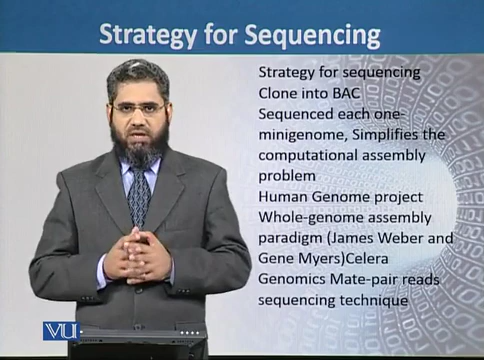 Strategy for Sequencing
Strategy for sequencing
Clone into BAC
Sequenced each one-
minigenome, Simplifies the
computational assembly
problem
Human Genome project
Whole-genome assembly
paradigm (James Weber and
Gene Myers)Celera
Genomics Mate-pair reads
sequencing technique
VU